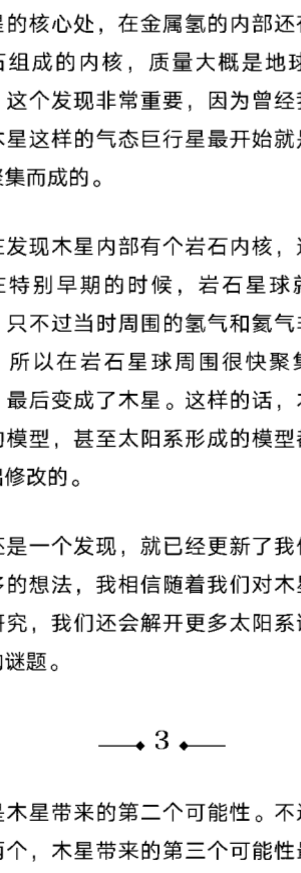 的核心处，在金属氢的内部还
组成的内核，质量大概是地
这个发现非常重要，因为曾经
木星这样的气态巨行星最开始就
集而成的。
发现木星内部有个岩石内核，
在特别早期的时候，岩石星球
只不过当时周围的氢气和氦气
所以在岩石星球周围很快聚
最后变成了木星。这样的话，
的模型，甚至太阳系形成的模型
修改的。
还是一个发现，就已经更新了我
多的想法，我相信随着我们对木
研究，我们还会解开更多太阳系
的谜题。
3
是木星带来的第二个可能性。不
两个，木星带来的第三个可能性